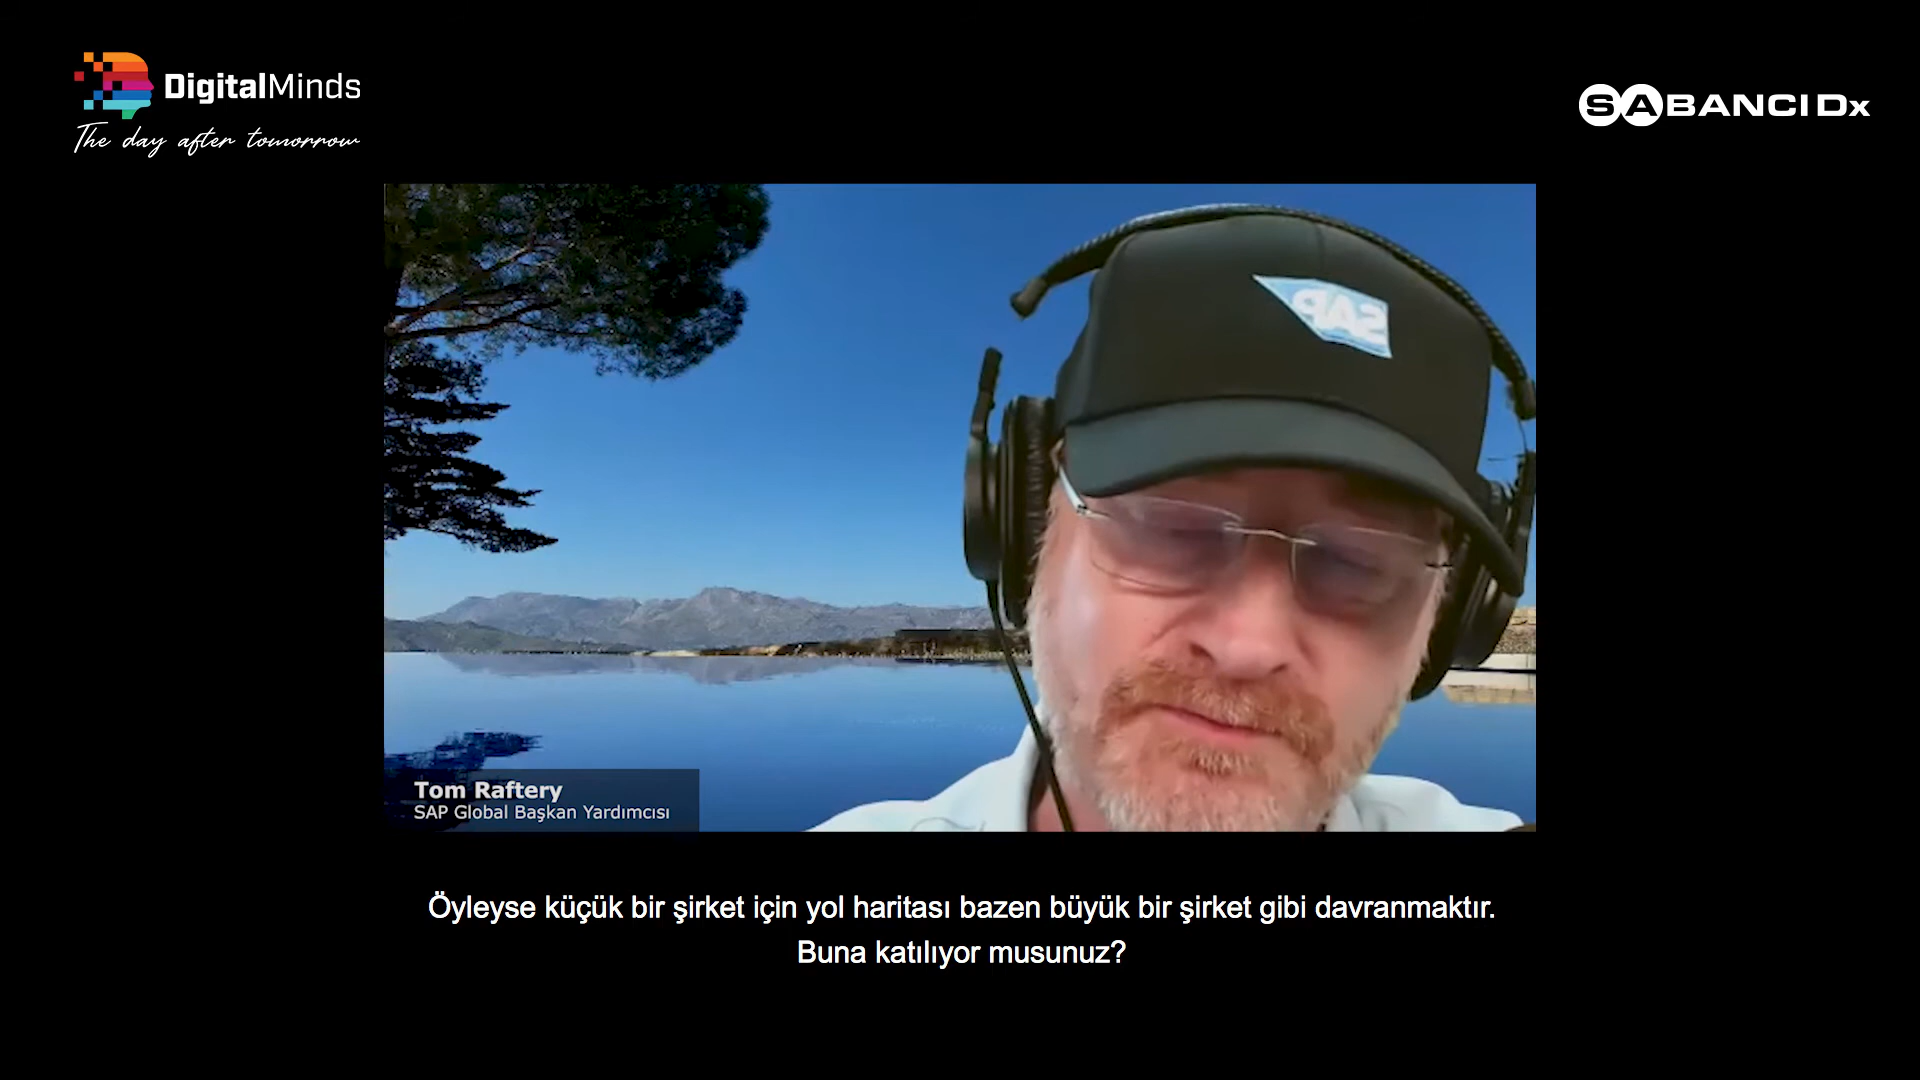 DigitalMinds
The day after tomorrow
SABANCI Dx
SAP
Tom Raftery
SAP Global Başkan Yardımcısı
Öyleyse küçük bir şirket için yol haritası bazen büyük bir şirket gibi davranmaktır.
Buna katılıyor musunuz?